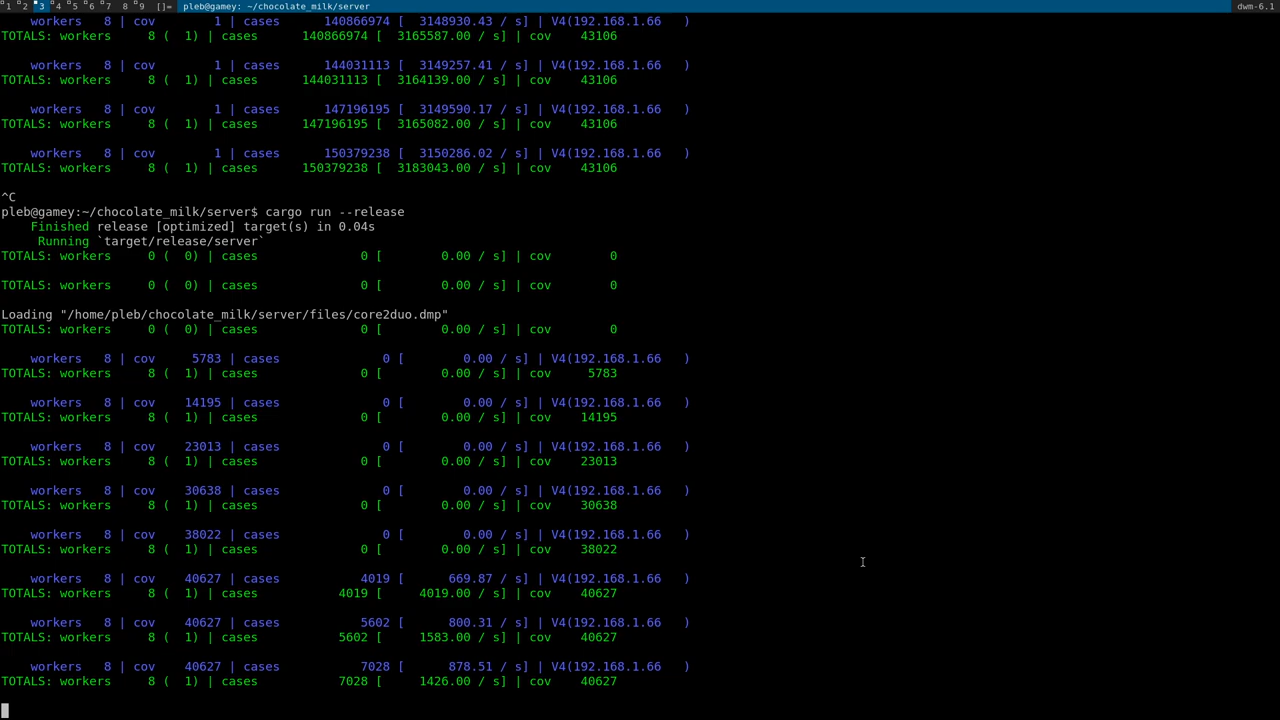 1 2 3 4 5 6 7 8 9 []= pleb@gamey: ~/chocolate_milk/server dwm-6.1
workers 8 | cov 1 | cases 140866974 [ 3148930.43 / s] | V4(192.168.1.66 )
TOTALS: workers 8 ( 1) | cases 140866974 [ 3165587.00 / s] | cov 43106
workers 8 | cov 1 | cases 144031113 [ 3149257.41 / s] | V4(192.168.1.66 )
TOTALS: workers 8 ( 1) | cases 144031113 [ 3164139.00 / s] | cov 43106
workers 8 | cov 1 | cases 147196195 [ 3149590.17 / s] | V4(192.168.1.66 )
TOTALS: workers 8 ( 1) | cases 147196195 [ 3165082.00 / s] | cov 43106
workers 8 | cov 1 | cases 150379238 [ 3150286.02 / s] | V4(192.168.1.66 )
TOTALS: workers 8 ( 1) | cases 150379238 [ 3183043.00 / s] | cov 43106
^C
pleb@gamey:~/chocolate_milk/server$ cargo run --release
Finished release [optimized] target(s) in 0.04s
Running `target/release/server`
TOTALS: workers 0 ( 0) | cases 0 [ 0.00 / s] | cov 0
TOTALS: workers 0 ( 0) | cases 0 [ 0.00 / s] | cov 0
Loading "/home/pleb/chocolate_milk/server/files/core2duo.dmp"
TOTALS: workers 0 ( 0) | cases 0 [ 0.00 / s] | cov 0
workers 8 | cov 5783 | cases 0 [ 0.00 / s] | V4(192.168.1.66 )
TOTALS: workers 8 ( 1) | cases 0 [ 0.00 / s] | cov 5783
workers 8 | cov 14195 | cases 0 [ 0.00 / s] | V4(192.168.1.66 )
TOTALS: workers 8 ( 1) | cases 0 [ 0.00 / s] | cov 14195
workers 8 | cov 23013 | cases 0 [ 0.00 / s] | V4(192.168.1.66 )
TOTALS: workers 8 ( 1) | cases 0 [ 0.00 / s] | cov 23013
workers 8 | cov 30638 | cases 0 [ 0.00 / s] | V4(192.168.1.66 )
TOTALS: workers 8 ( 1) | cases 0 [ 0.00 / s] | cov 30638
workers 8 | cov 38022 | cases 0 [ 0.00 / s] | V4(192.168.1.66 )
TOTALS: workers 8 ( 1) | cases 0 [ 0.00 / s] | cov 38022
workers 8 | cov 40627 | cases 4019 [ 669.87 / s] | V4(192.168.1.66 )
TOTALS: workers 8 ( 1) | cases 4019 [ 4019.00 / s] | cov 40627
workers 8 | cov 40627 | cases 5602 [ 800.31 / s] | V4(192.168.1.66 )
TOTALS: workers 8 ( 1) | cases 5602 [ 1583.00 / s] | cov 40627
workers 8 | cov 40627 | cases 7028 [ 878.51 / s] | V4(192.168.1.66 )
TOTALS: workers 8 ( 1) | cases 7028 [ 1426.00 / s] | cov 40627